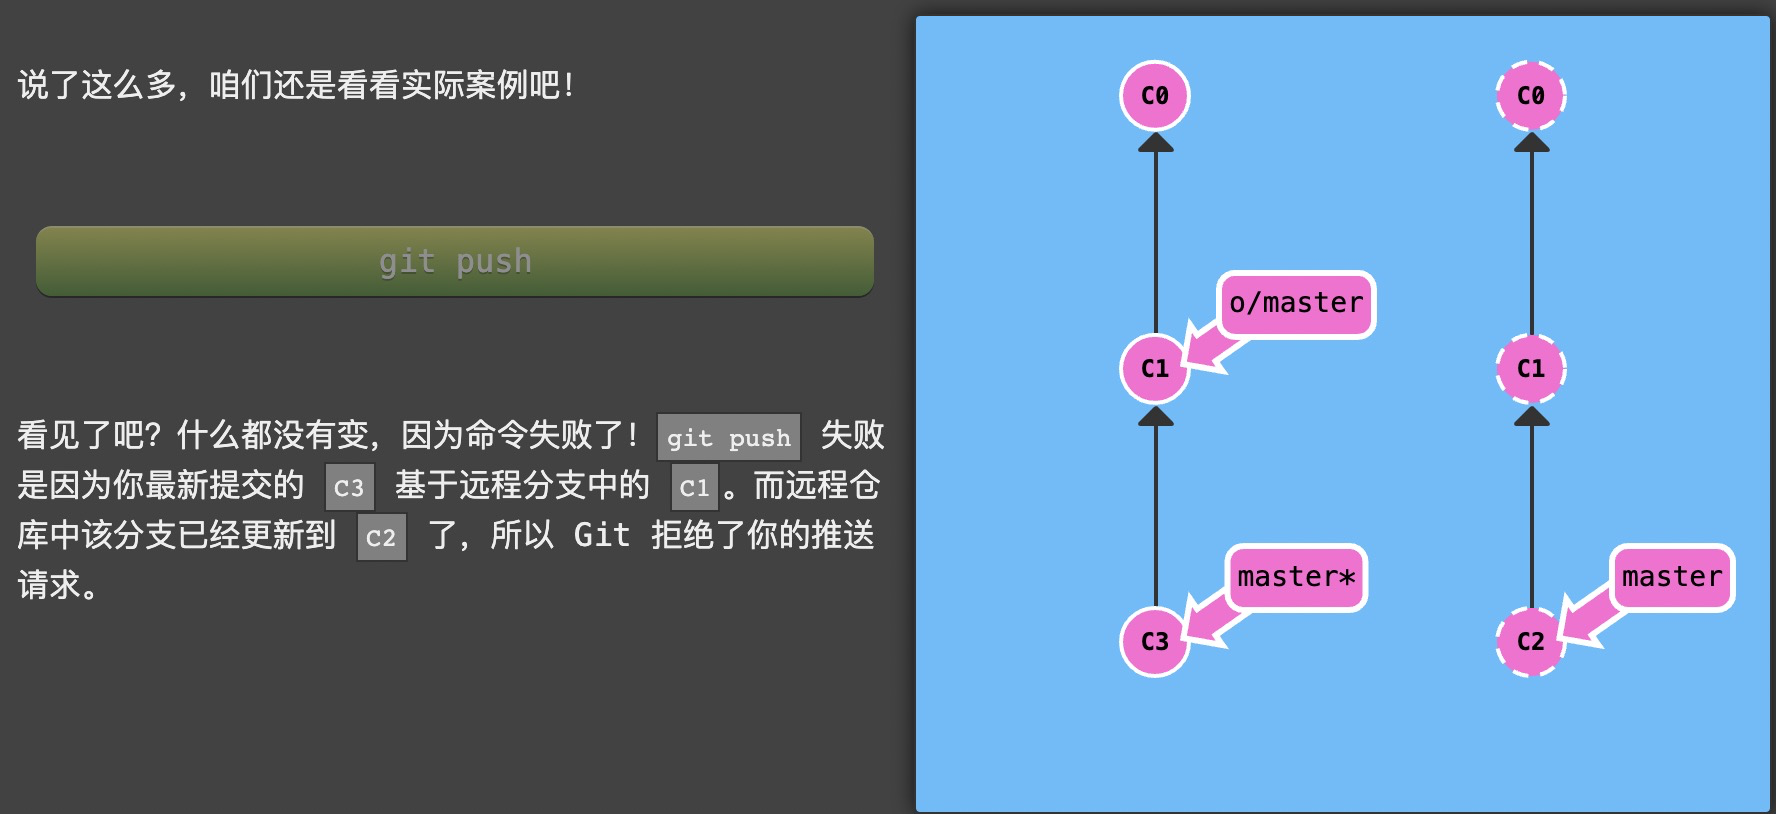 说了这么多，咱们还是看看实际案例吧！
git push
看见了吧？什么都没有变，因为命令失败了！git push 失败
是因为你最新提交的 C3 基于远程分支中的 C1。而远程仓
库中该分支已经更新到 C2 了，所以 Git 拒绝了你的推送
请求。
C0
C0
o/master
C1
C1
master*
master
C3
C2